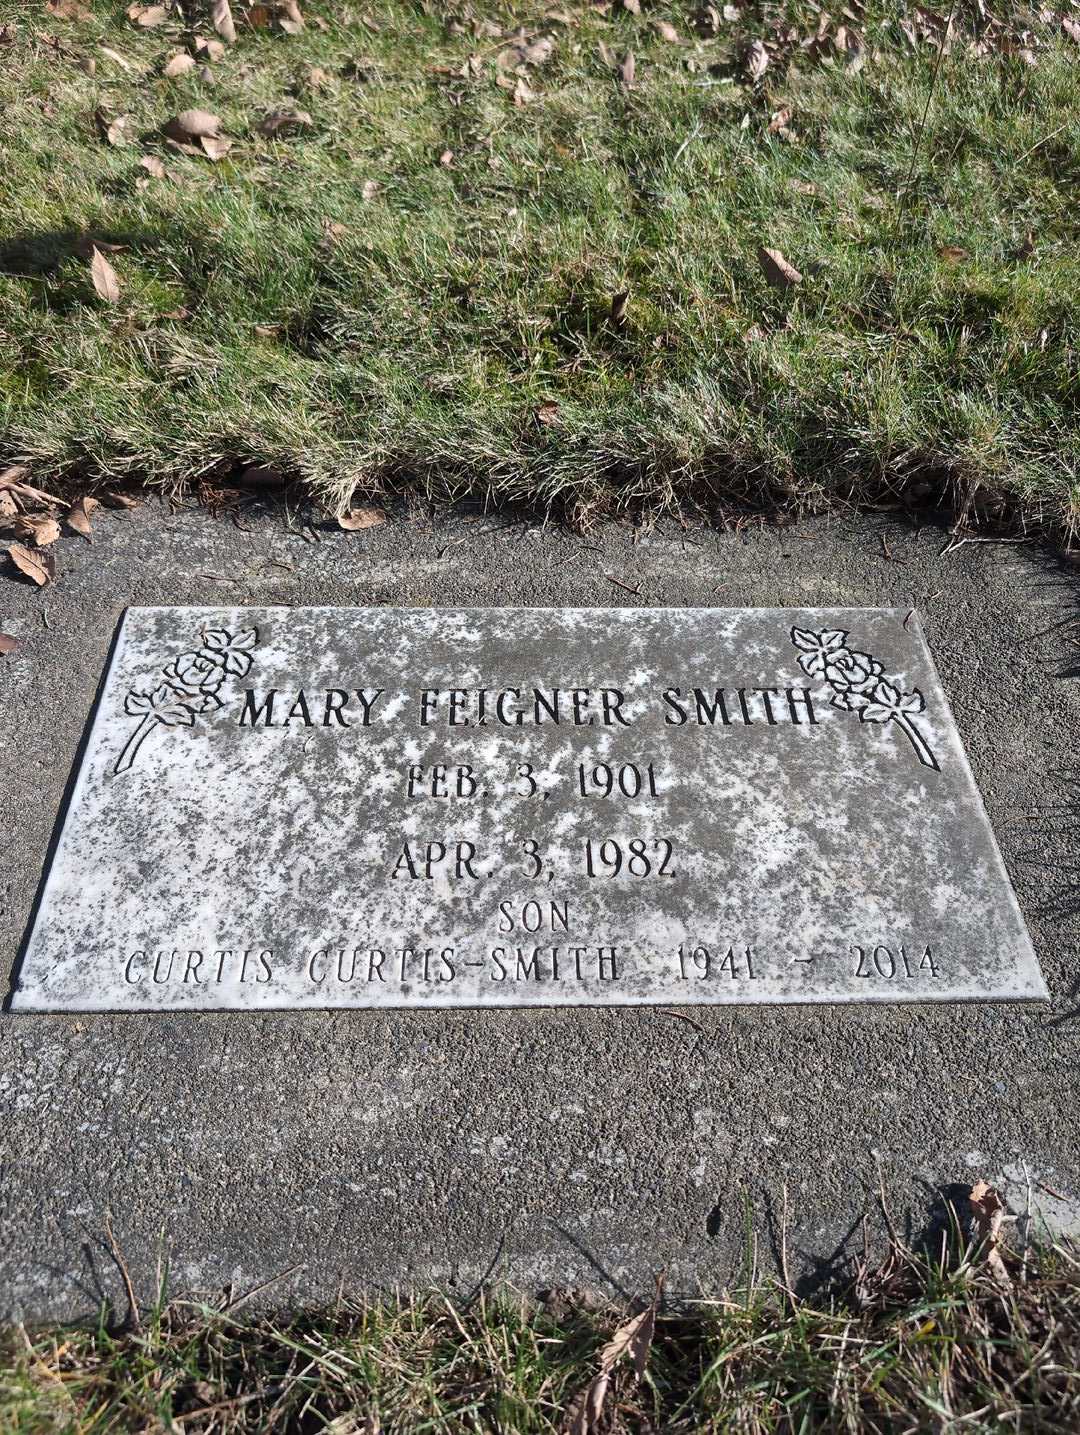 MARY FEIGNER SMITH
FEB. 3, 1901
APR. 3, 1982
SON
CURTIS CURTIS-SMITH 1941 - 2014